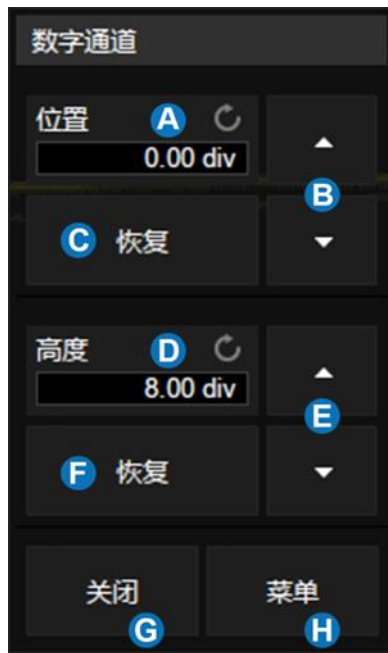 数字通道
位置 A
0.00 div
B
C 恢复
高度 D
8.00 div
E
F 恢复
关闭 菜单
G H